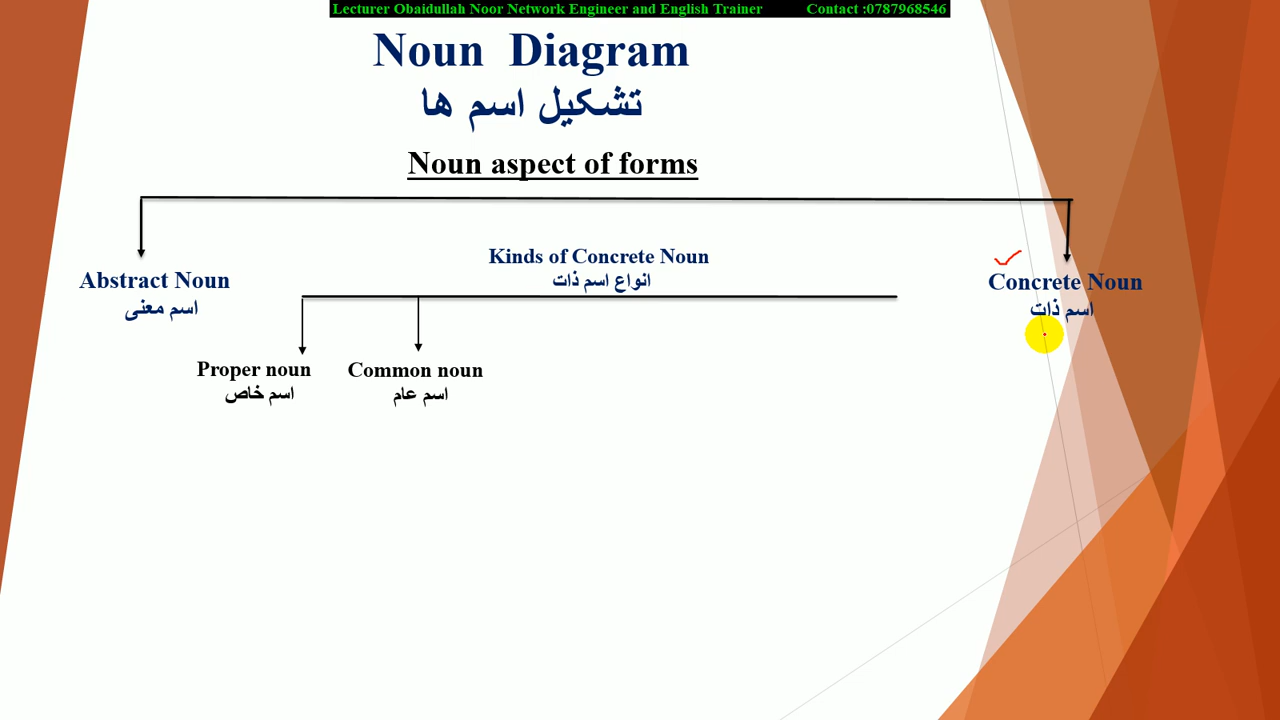 Lecturer Obaidullah Noor Network Engineer and English Trainer Contact :0787968546
Noun Diagram
تشکیل اسم ها
Noun aspect of forms
Kinds of Concrete Noun
انواع اسم ذات
Abstract Noun
اسم معنی
Concrete Noun
اسم ذات
Proper noun
اسم خاص
Common noun
اسم عام